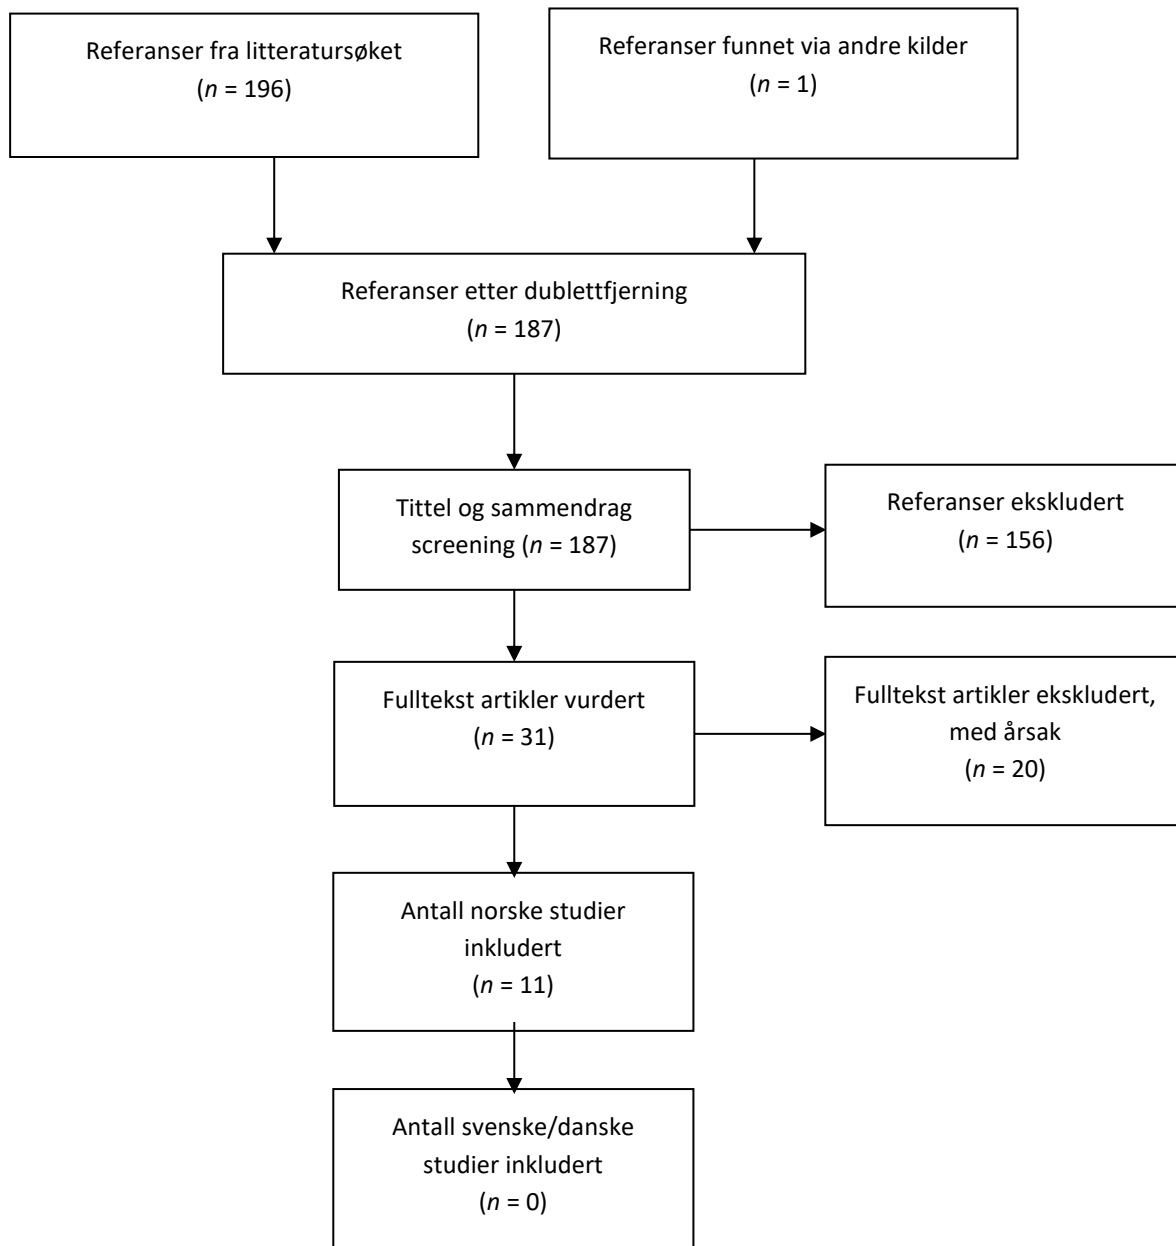 Referanser fra litteratursøket
(n = 196)
Referanser funnet via andre kilder
(n = 1)
Referanser etter dublettfjerning
(n = 187)
Tittel og sammendrag
screening (n = 187)
Referanser ekskludert
(n = 156)
Fulltekst artikler vurdert
(n = 31)
Fulltekst artikler ekskludert,
med årsak
(n = 20)
Antall norske studier
inkludert
(n = 11)
Antall svenske/danske
studier inkludert
(n = 0)